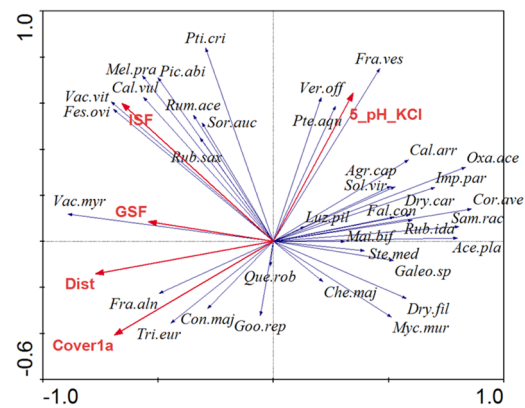 1.0
Pti.cri
Fra.ves
Mel.pra Pic.abi
Cal.vul
Ver.off
Vac.vit
Rum.ace
Fes.ovi
ISF
Sor.auc
Pte.aqn
5_pH_KCl
Rub.sax
Cal.arr
Oxa.ace
Agr.cap
Imp.par
Sol.vir
Vac.myr
GSF
Dry.car
Cor.ave
Luz.pil
Fal.con
Sam.rac
Rub.ida
Mai.bif
Ace.pla
Ste.med
Galeo.sp
Que.rob
Dist
Che.maj
Fra.aln
Con.maj
Goo.rep
Dry.fil
Tri.eur
Myc.mur
Cover1a
-0.6
-1.0
1.0